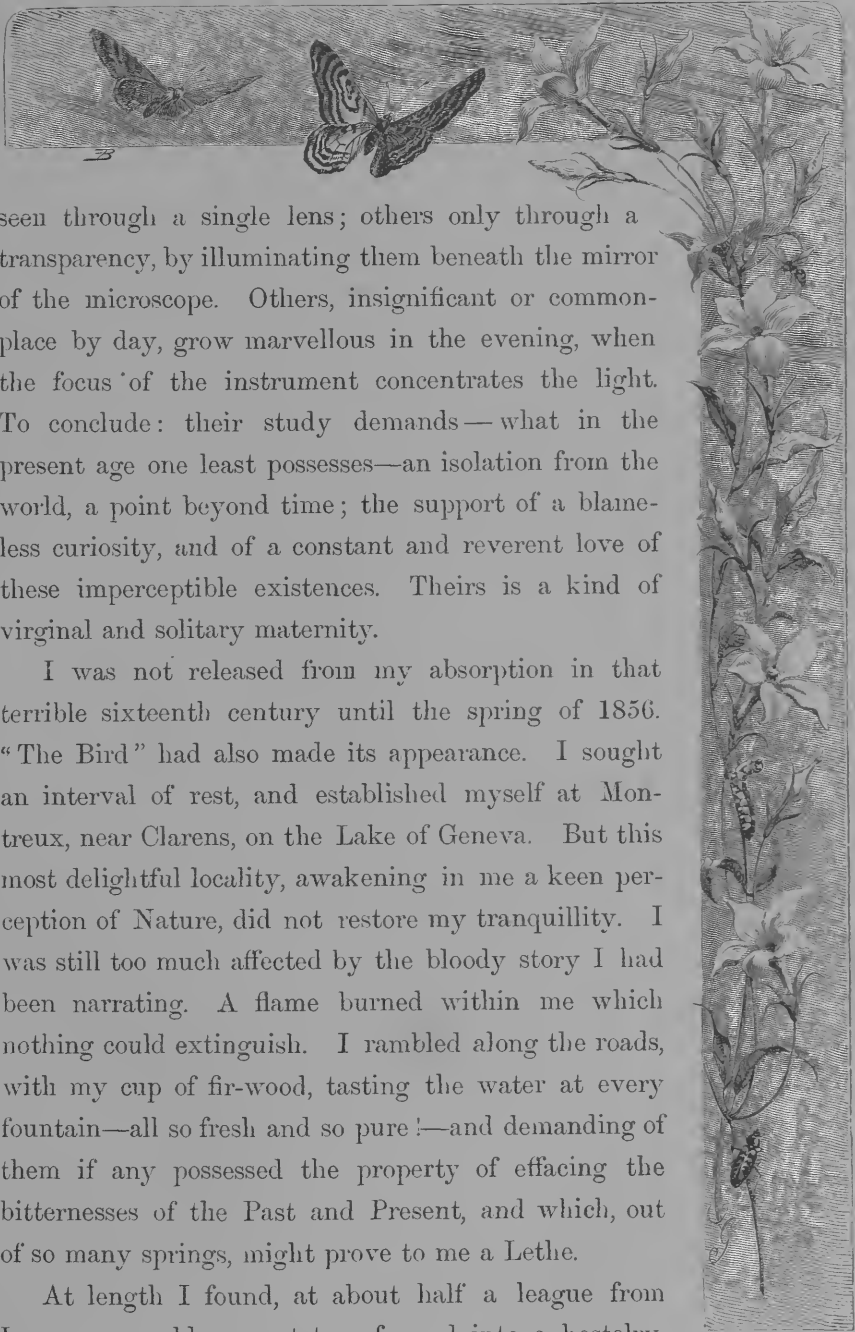 seen through a single lens; others only through a
transparency, by illuminating them beneath the mirror
of the microscope. Others, insignificant or common-
place by day, grow marvellous in the evening, when
the focus of the instrument concentrates the light.
To conclude: their study demands—what in the
present age one least possesses—an isolation from the
world, a point beyond time; the support of a blame-
less curiosity, and of a constant and reverent love of
these imperceptible existences. Theirs is a kind of
virginal and solitary maternity.
I was not released from my absorption in that
terrible sixteenth century until the spring of 1856.
“The Bird” had also made its appearance. I sought
an interval of rest, and established myself at Mon-
treux, near Clarens, on the Lake of Geneva. But this
most delightful locality, awakening in me a keen per-
ception of Nature, did not restore my tranquillity. I
was still too much affected by the bloody story I had
been narrating. A flame burned within me which
nothing could extinguish. I rambled along the roads,
with my cup of fir-wood, tasting the water at every
fountain—all so fresh and so pure!—and demanding of
them if any possessed the property of effacing the
bitternesses of the Past and Present, and which, out
of so many springs, might prove to me a Lethe.
At length I found, at about half a league from